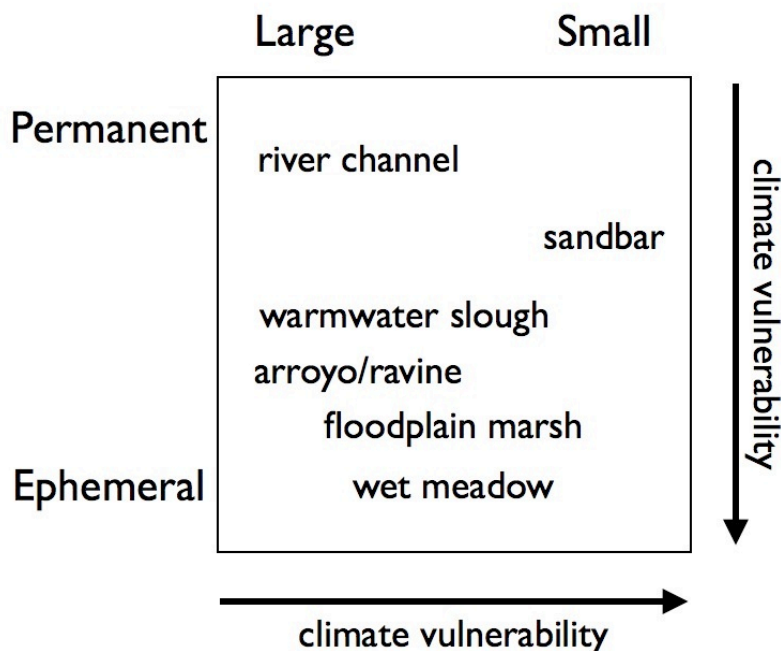 Large Small
Permanent
river channel
sandbar
warmwater slough
arroyo/ravine
floodplain marsh
Ephemeral wet meadow
climate vulnerability
climate vulnerability